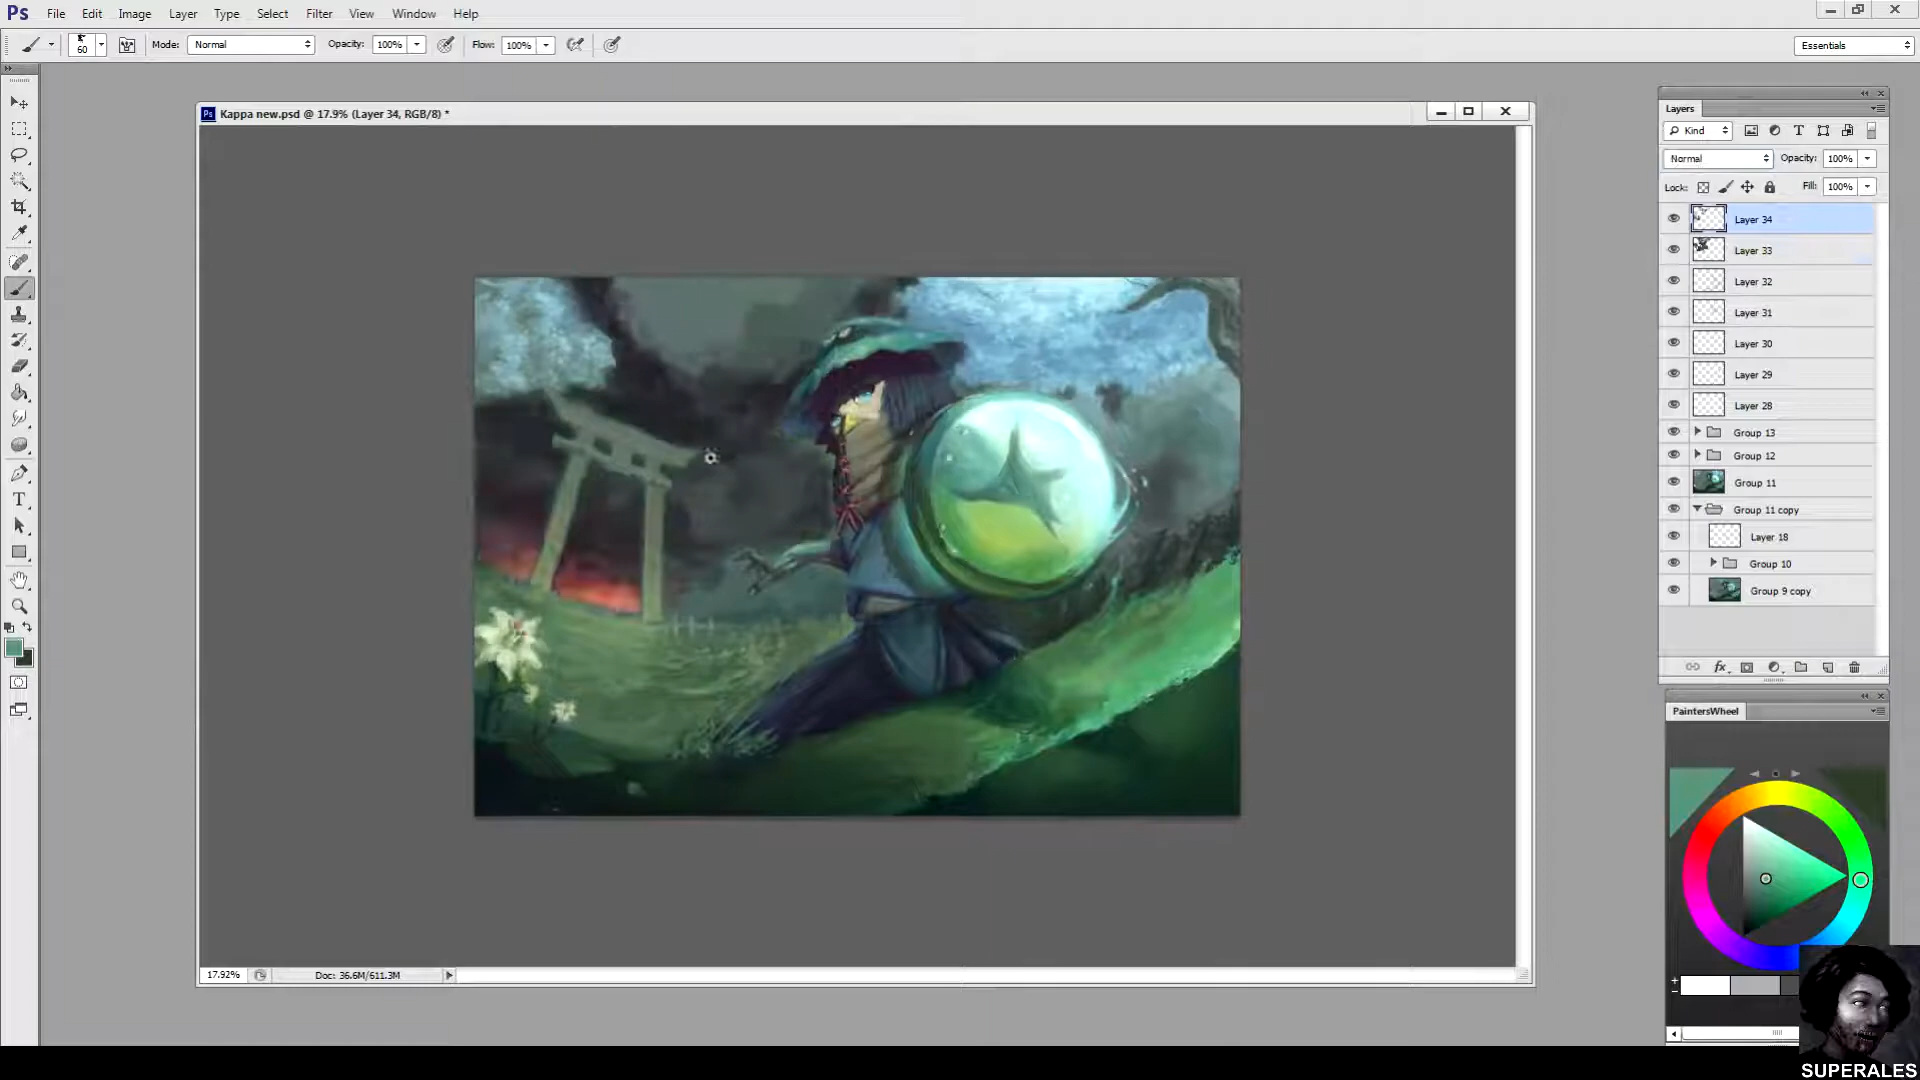 Ps File Edit Image Layer Type Select Filter View Window Help
60 Mode: Normal Opacity: 100% Flow: 100% Essentials
Ps Kappa new.psd @ 17.9% (Layer 34, RGB/8) *
Layers
Kind T
Normal Opacity: 100%
Lock: Fill: 100%
Layer 34
Layer 33
Layer 32
Layer 31
Layer 30
Layer 29
Layer 28
Group 13
Group 12
Group 11
Group 11 copy
Layer 18
Group 10
Group 9 copy
fx
PaintersWheel
17.92% Doc: 36.6M/611.3M
SUPERALES